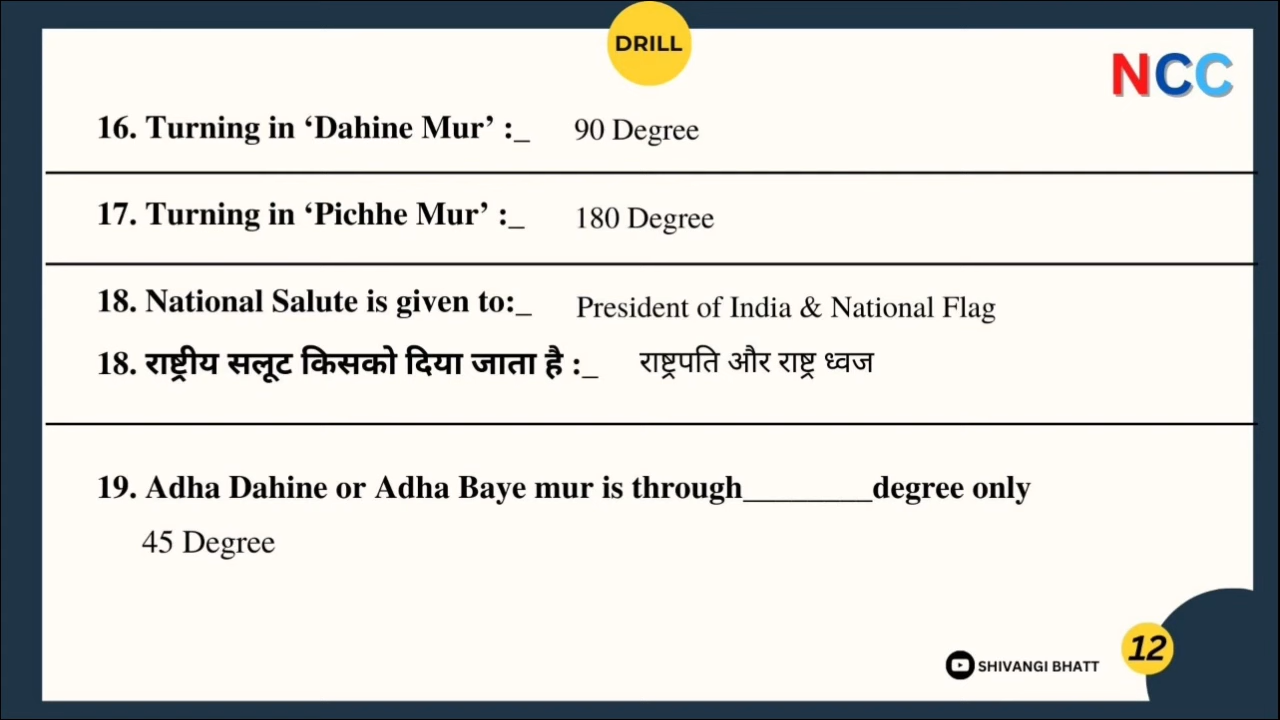 DRILL
NCC
16. Turning in ‘Dahine Mur’ :_ 90 Degree
17. Turning in ‘Pichhe Mur’ :_ 180 Degree
18. National Salute is given to:_ President of India & National Flag
18. राष्ट्रीय सलूट किसको दिया जाता है :_ राष्ट्रपति और राष्ट्र ध्वज
19. Adha Dahine or Adha Baye mur is through________degree only
45 Degree
SHIVANGI BHATT
12